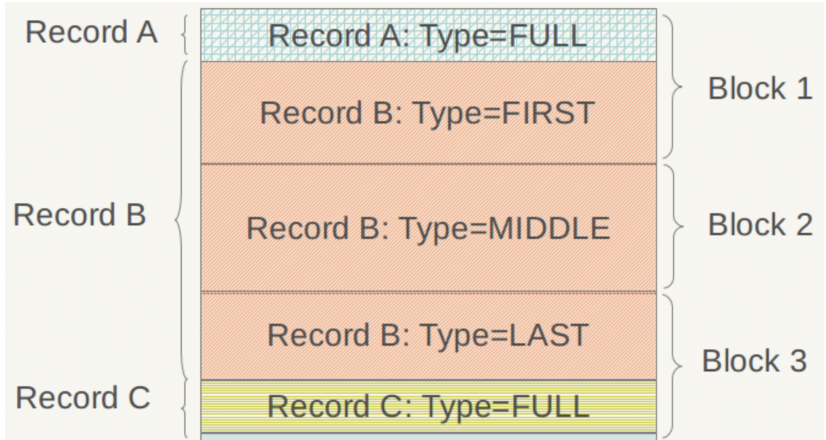 Record A
Record A: Type=FULL
Block 1
Record B: Type=FIRST
Record B
Record B: Type=MIDDLE
Block 2
Record B: Type=LAST
Block 3
Record C
Record C: Type=FULL